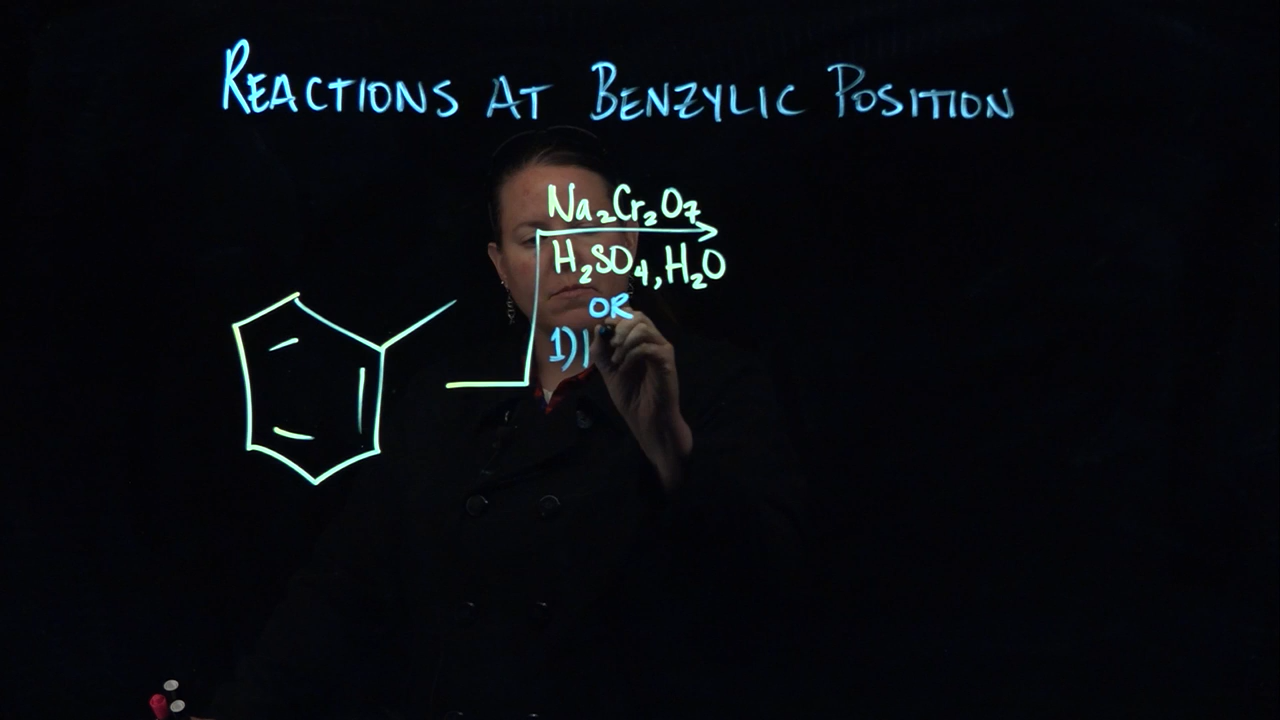 REACTIONS AT BENZYLIC POSITION
Na₂Cr₂O₇
H₂SO₄, H₂O
OR
1)